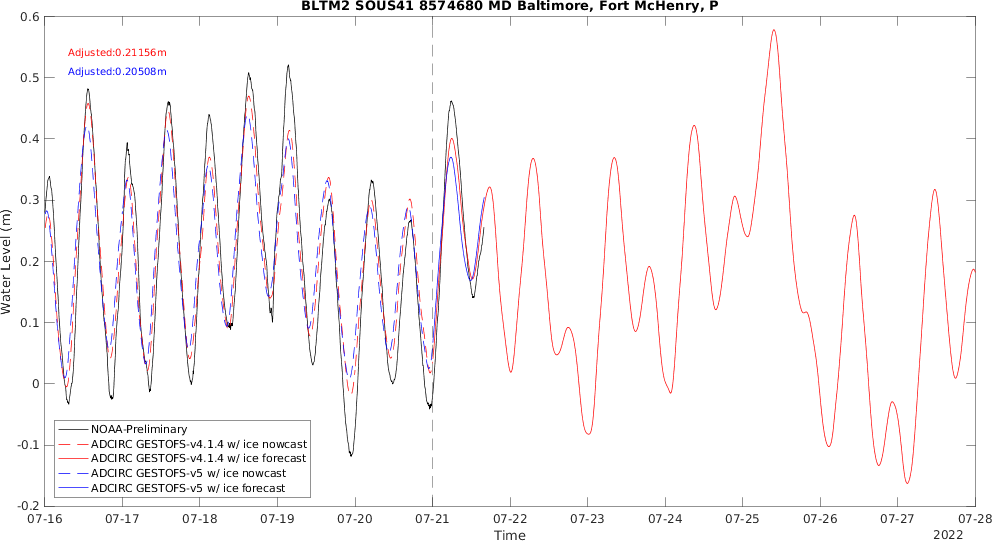 BLTM2 SOUS41 8574680 MD Baltimore, Fort McHenry, P
Adjusted:0.21156m
Adjusted:0.20508m
Water Level (m)
0.6
0.5
0.4
0.3
0.2
0.1
0
-0.1
-0.2
NOAA-Preliminary
ADCIRC GESTOFS-v4.1.4 w/ ice nowcast
ADCIRC GESTOFS-v4.1.4 w/ ice forecast
ADCIRC GESTOFS-v5 w/ ice nowcast
ADCIRC GESTOFS-v5 w/ ice forecast
07-16 07-17 07-18 07-19 07-20 07-21 07-22 07-23 07-24 07-25 07-26 07-27 07-28
Time
2022